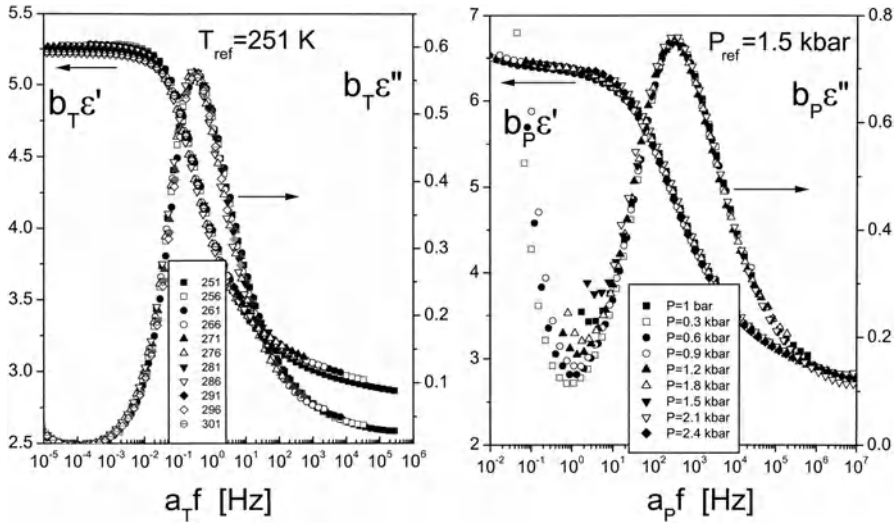 T_ref=251 K
b_Tε'
b_Tε"
5.5
5.0
4.5
4.0
3.5
3.0
2.5
0.6
0.5
0.4
0.3
0.2
0.1
0.0
251
256
261
266
271
276
281
286
291
296
301
10^-5 10^-4 10^-3 10^-2 10^-1 10^0 10^1 10^2 10^3 10^4 10^5
a_Tf [Hz]
P_ref=1.5 kbar
b_Pε'
b_Pε"
7
6
5
4
3
2
0.8
0.6
0.4
0.2
0.0
P=1 bar
P=0.3 kbar
P=0.6 kbar
P=0.9 kbar
P=1.2 kbar
P=1.8 kbar
P=1.5 kbar
P=2.1 kbar
P=2.4 kbar
10^-2 10^-1 10^0 10^1 10^2 10^3 10^4 10^5 10^6 10^7
a_Pf [Hz]